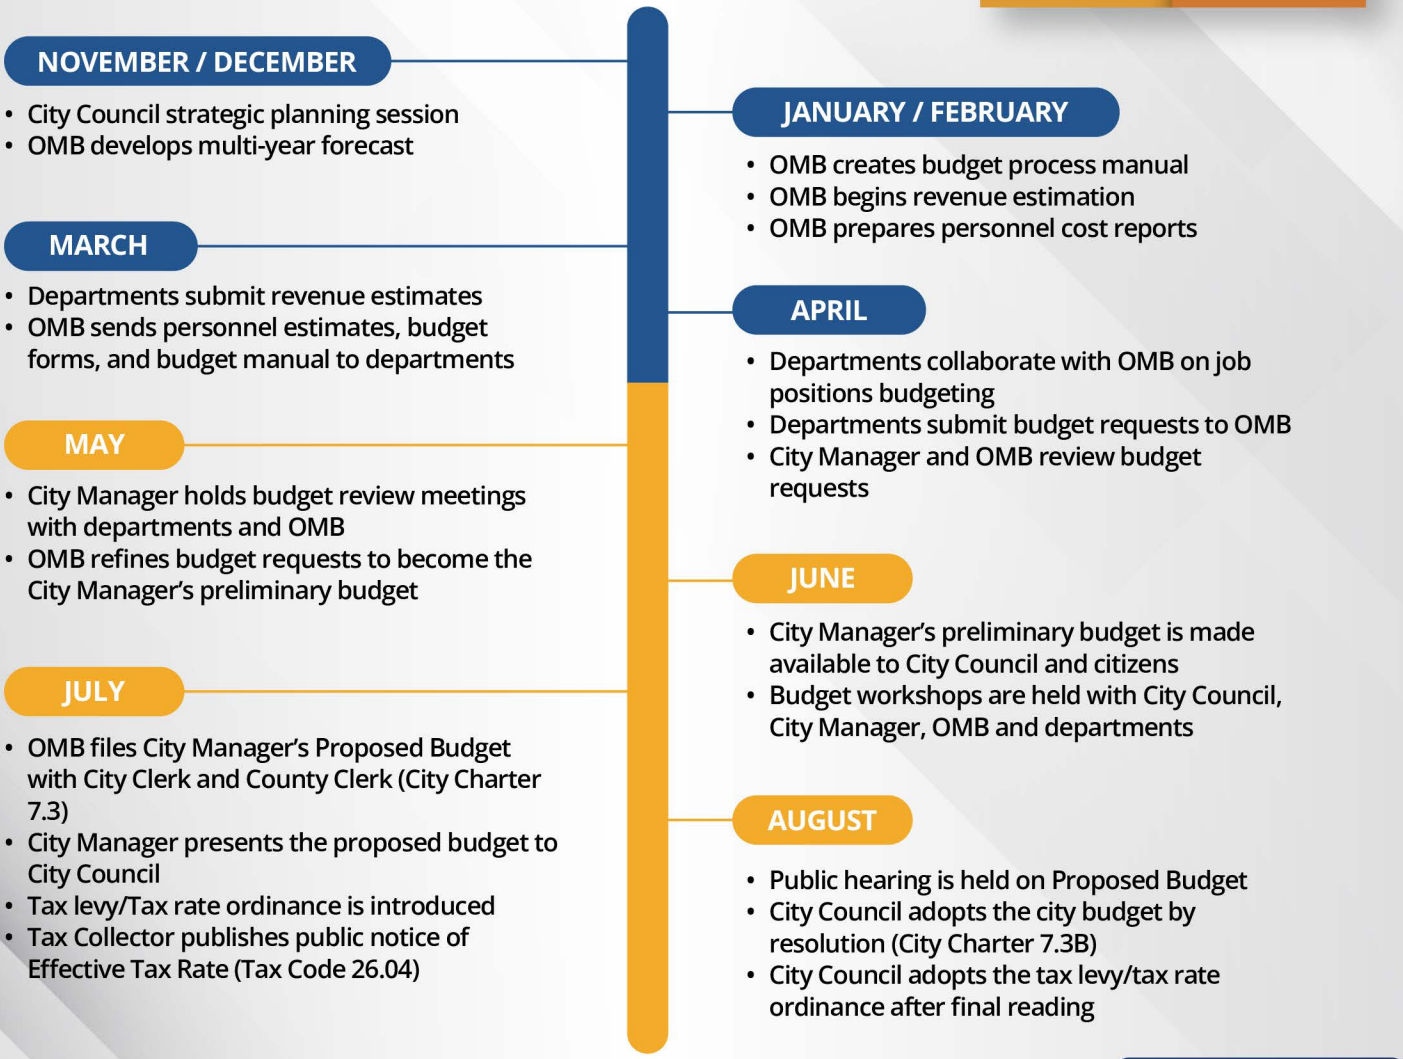 NOVEMBER / DECEMBER
• City Council strategic planning session
• OMB develops multi-year forecast
JANUARY / FEBRUARY
• OMB creates budget process manual
• OMB begins revenue estimation
• OMB prepares personnel cost reports
MARCH
• Departments submit revenue estimates
• OMB sends personnel estimates, budget
forms, and budget manual to departments
APRIL
• Departments collaborate with OMB on job
positions budgeting
• Departments submit budget requests to OMB
• City Manager and OMB review budget
requests
MAY
• City Manager holds budget review meetings
with departments and OMB
• OMB refines budget requests to become the
City Manager’s preliminary budget
JUNE
• City Manager’s preliminary budget is made
available to City Council and citizens
• Budget workshops are held with City Council,
City Manager, OMB and departments
JULY
• OMB files City Manager’s Proposed Budget
with City Clerk and County Clerk (City Charter
7.3)
• City Manager presents the proposed budget to
City Council
• Tax levy/Tax rate ordinance is introduced
• Tax Collector publishes public notice of
Effective Tax Rate (Tax Code 26.04)
AUGUST
• Public hearing is held on Proposed Budget
• City Council adopts the city budget by
resolution (City Charter 7.3B)
• City Council adopts the tax levy/tax rate
ordinance after final reading